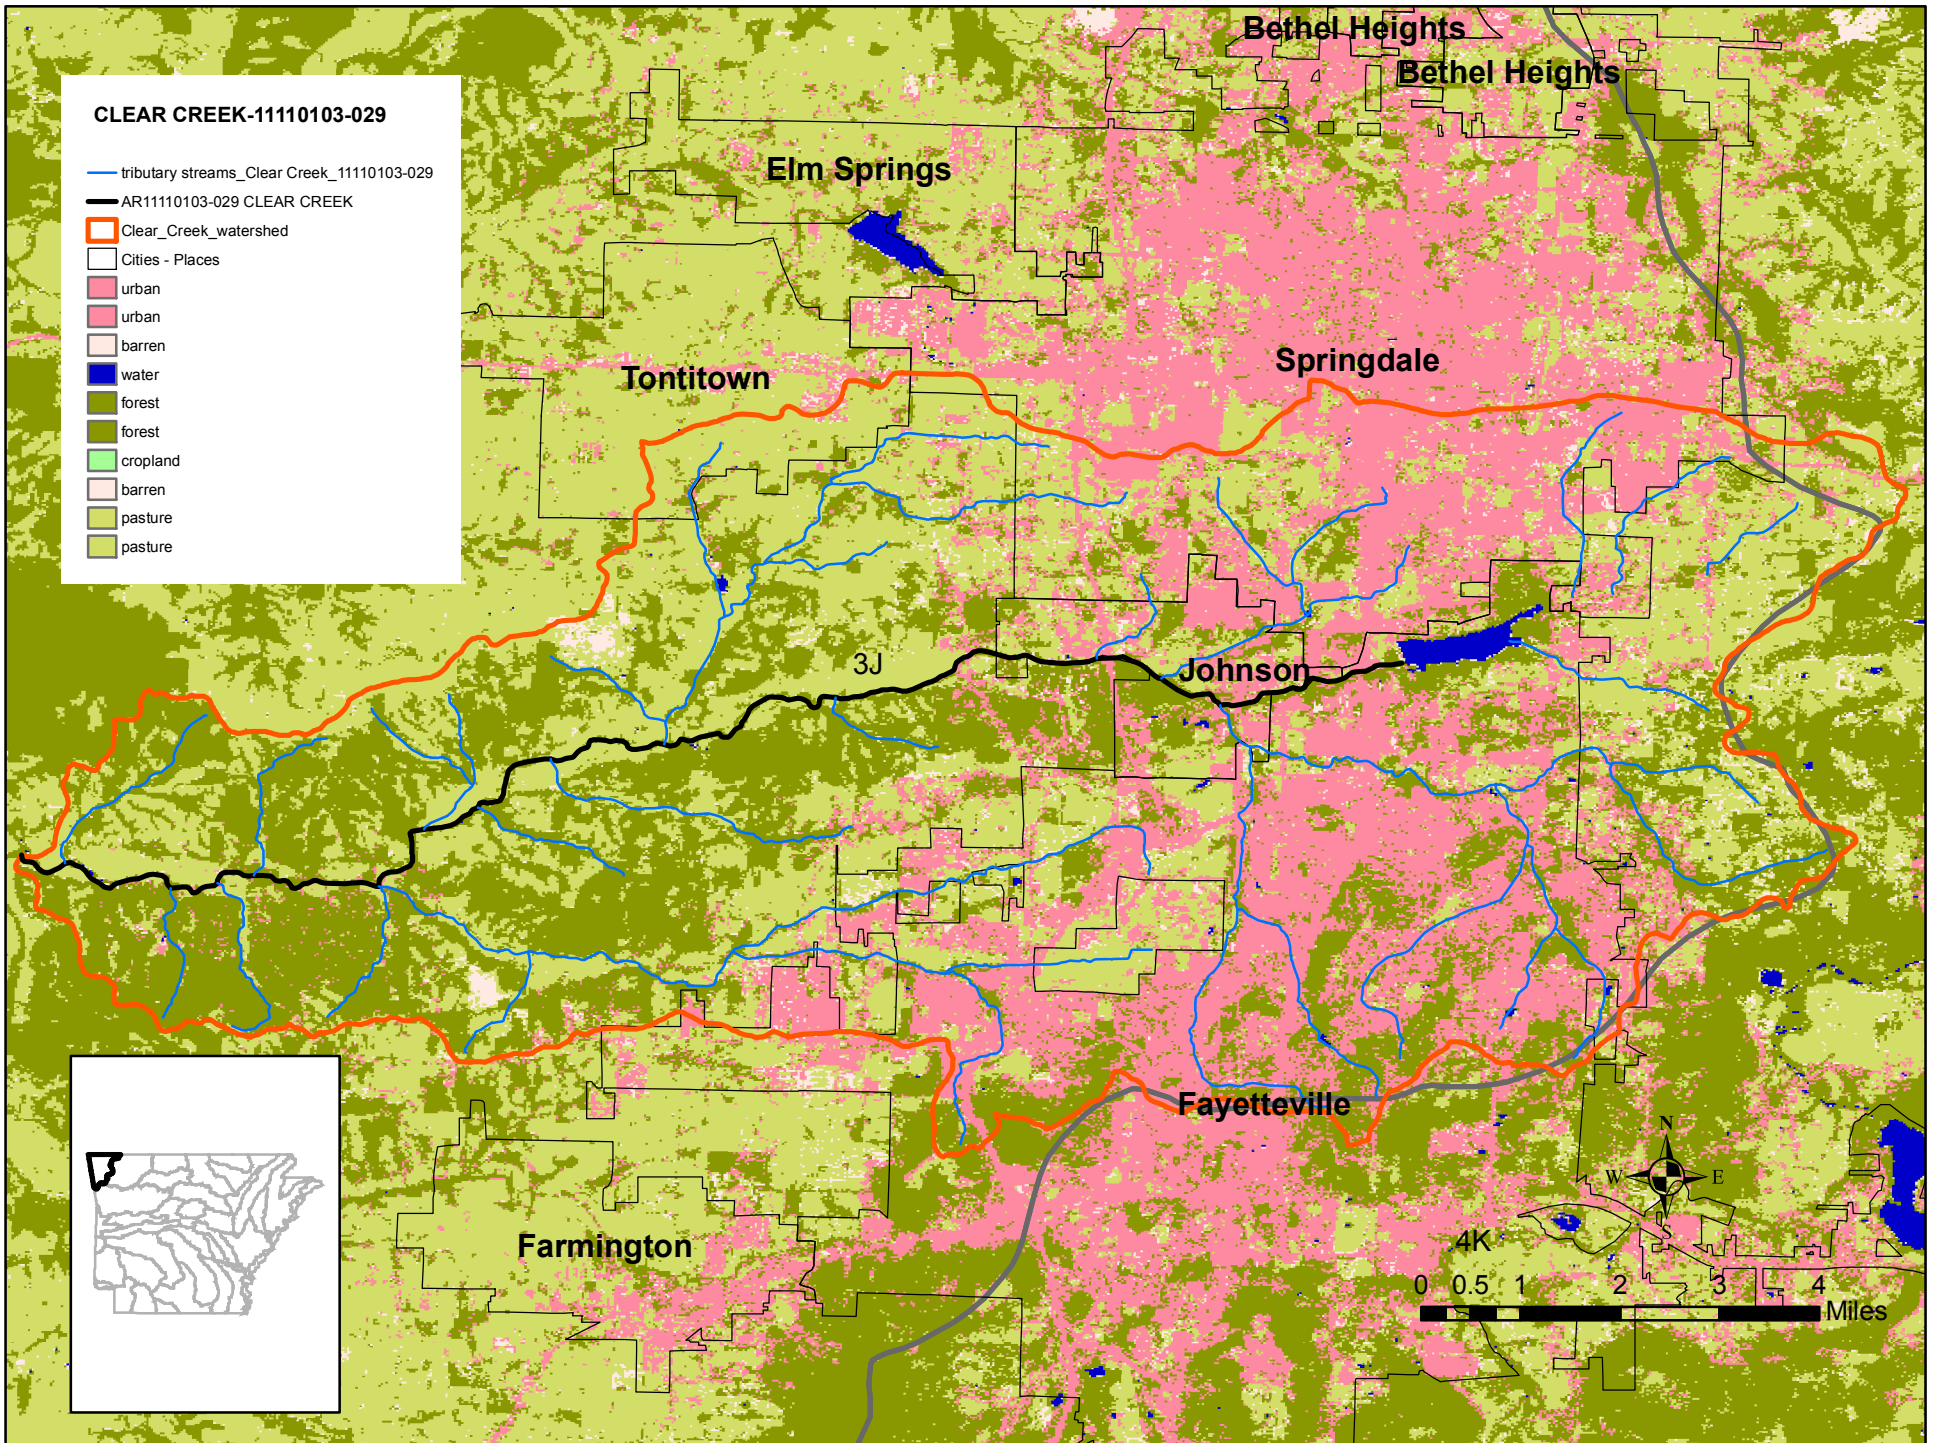 Bethel Heights
Bethel Heights
CLEAR CREEK-11110103-029
tributary streams_Clear Creek_11110103-029
AR11110103-029 CLEAR CREEK
Clear_Creek_watershed
Cities - Places
urban
urban
barren
water
forest
forest
cropland
barren
pasture
pasture
Elm Springs
Springdale
Tontitown
3J
Johnson
Fayetteville
N
W E
S
Farmington
4K
0 0.5 1 2 3 4
Miles